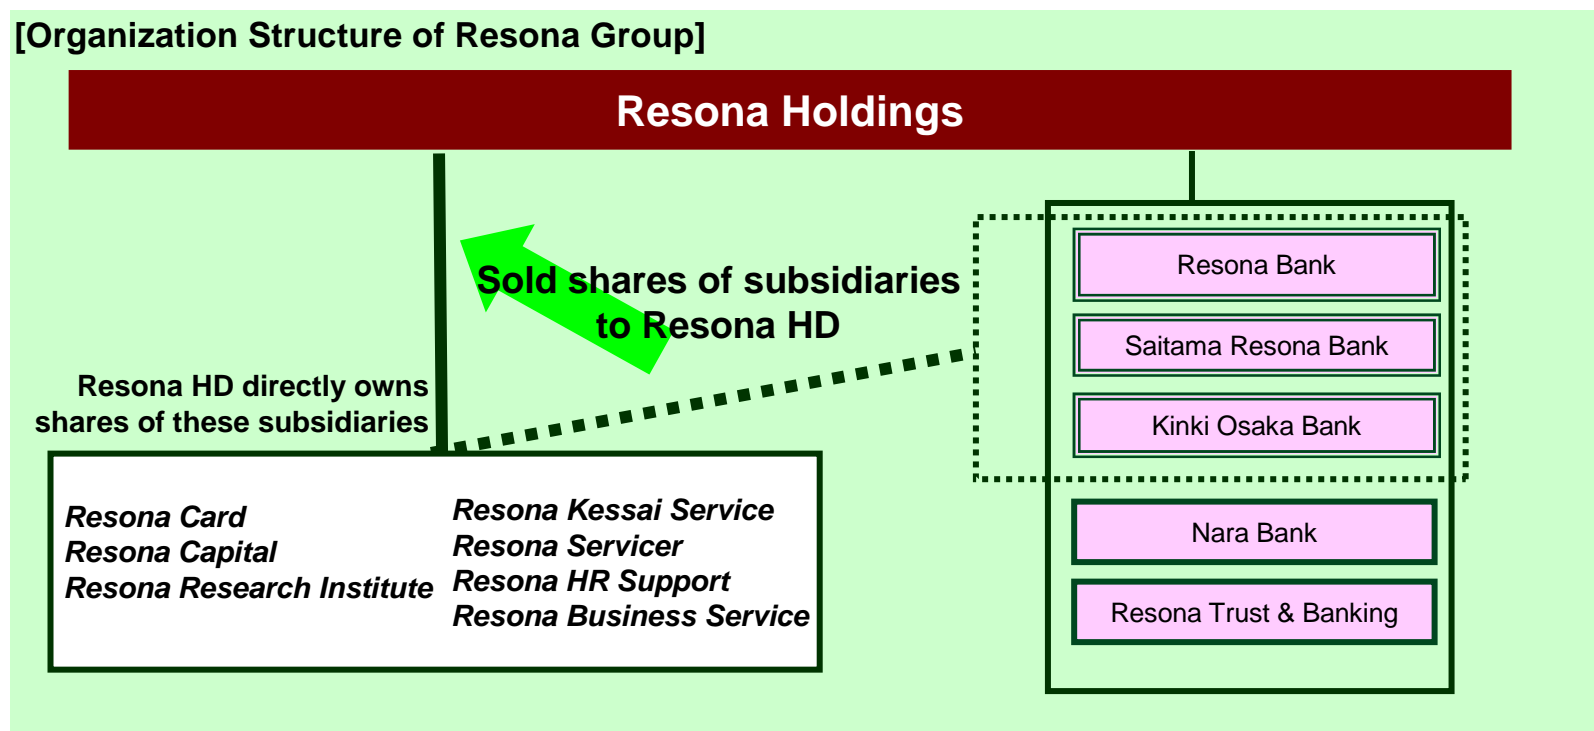 [Organization Structure of Resona Group]
Resona Holdings
Sold shares of subsidiaries
to Resona HD
Resona HD directly owns
shares of these subsidiaries
Resona Card
Resona Capital
Resona Research Institute
Resona Kessai Service
Resona Servicer
Resona HR Support
Resona Business Service
Resona Bank
Saitama Resona Bank
Kinki Osaka Bank
Nara Bank
Resona Trust & Banking